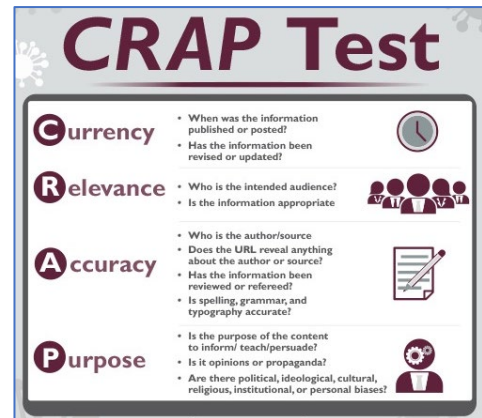 CRAP Test
Currency
• When was the information
published or posted?
• Has the information been
revised or updated?
Relevance
• Who is the intended audience?
• Is the information appropriate
Accuracy
• Who is the author/source
• Does the URL reveal anything
about the author or source?
• Has the information been
reviewed or refereed?
• Is spelling, grammar, and
typography accurate?
Purpose
• Is the purpose of the content
to inform/ teach/persuade?
• Is it opinions or propaganda?
• Are there political, ideological, cultural,
religious, institutional, or personal biases?